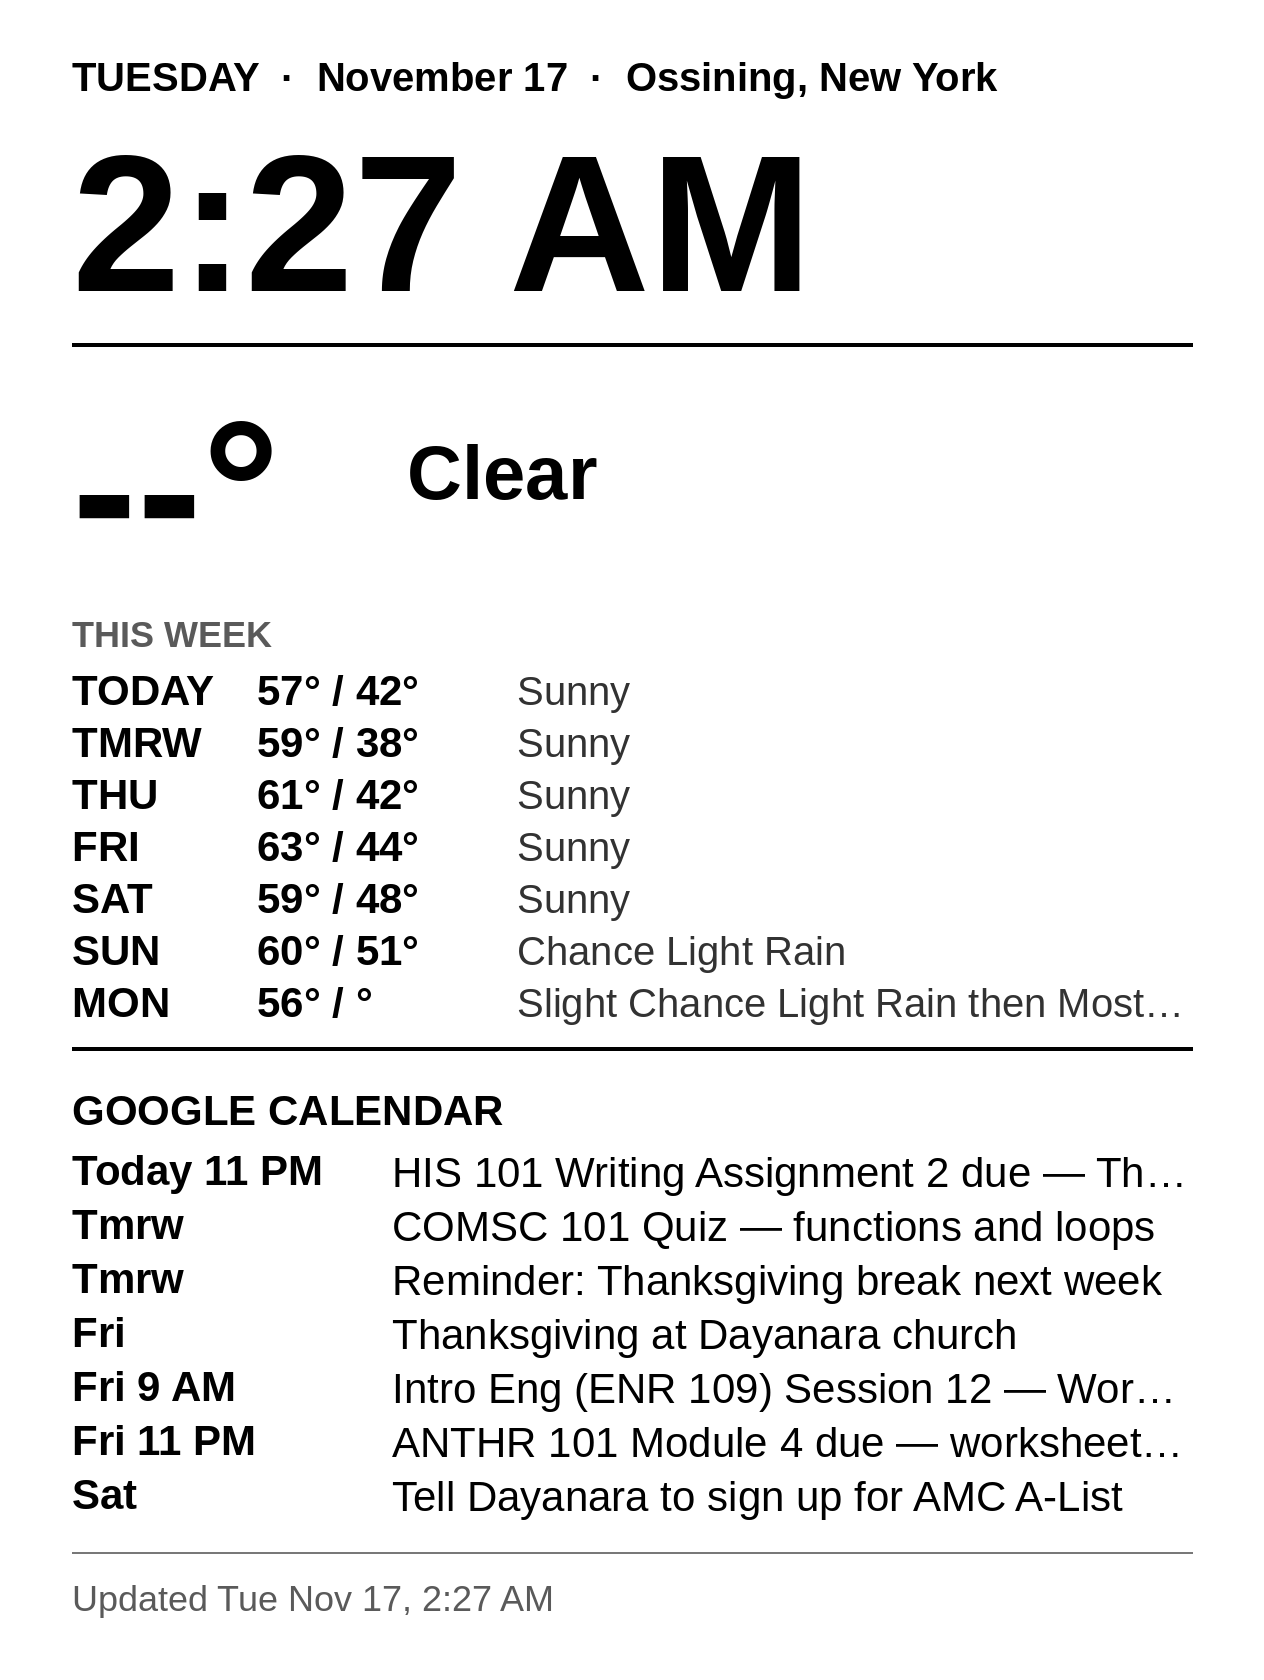 TUESDAY · November 17 · Ossining, New York
2:27 AM
--° Clear
THIS WEEK
TODAY 57° / 42° Sunny
TMRW 59° / 38° Sunny
THU 61° / 42° Sunny
FRI 63° / 44° Sunny
SAT 59° / 48° Sunny
SUN 60° / 51° Chance Light Rain
MON 56° / ° Slight Chance Light Rain then Most…
GOOGLE CALENDAR
Today 11 PM HIS 101 Writing Assignment 2 due — Th…
Tmrw COMSC 101 Quiz — functions and loops
Tmrw Reminder: Thanksgiving break next week
Fri Thanksgiving at Dayanara church
Fri 9 AM Intro Eng (ENR 109) Session 12 — Wor…
Fri 11 PM ANTHR 101 Module 4 due — worksheet…
Sat Tell Dayanara to sign up for AMC A-List
Updated Tue Nov 17, 2:27 AM